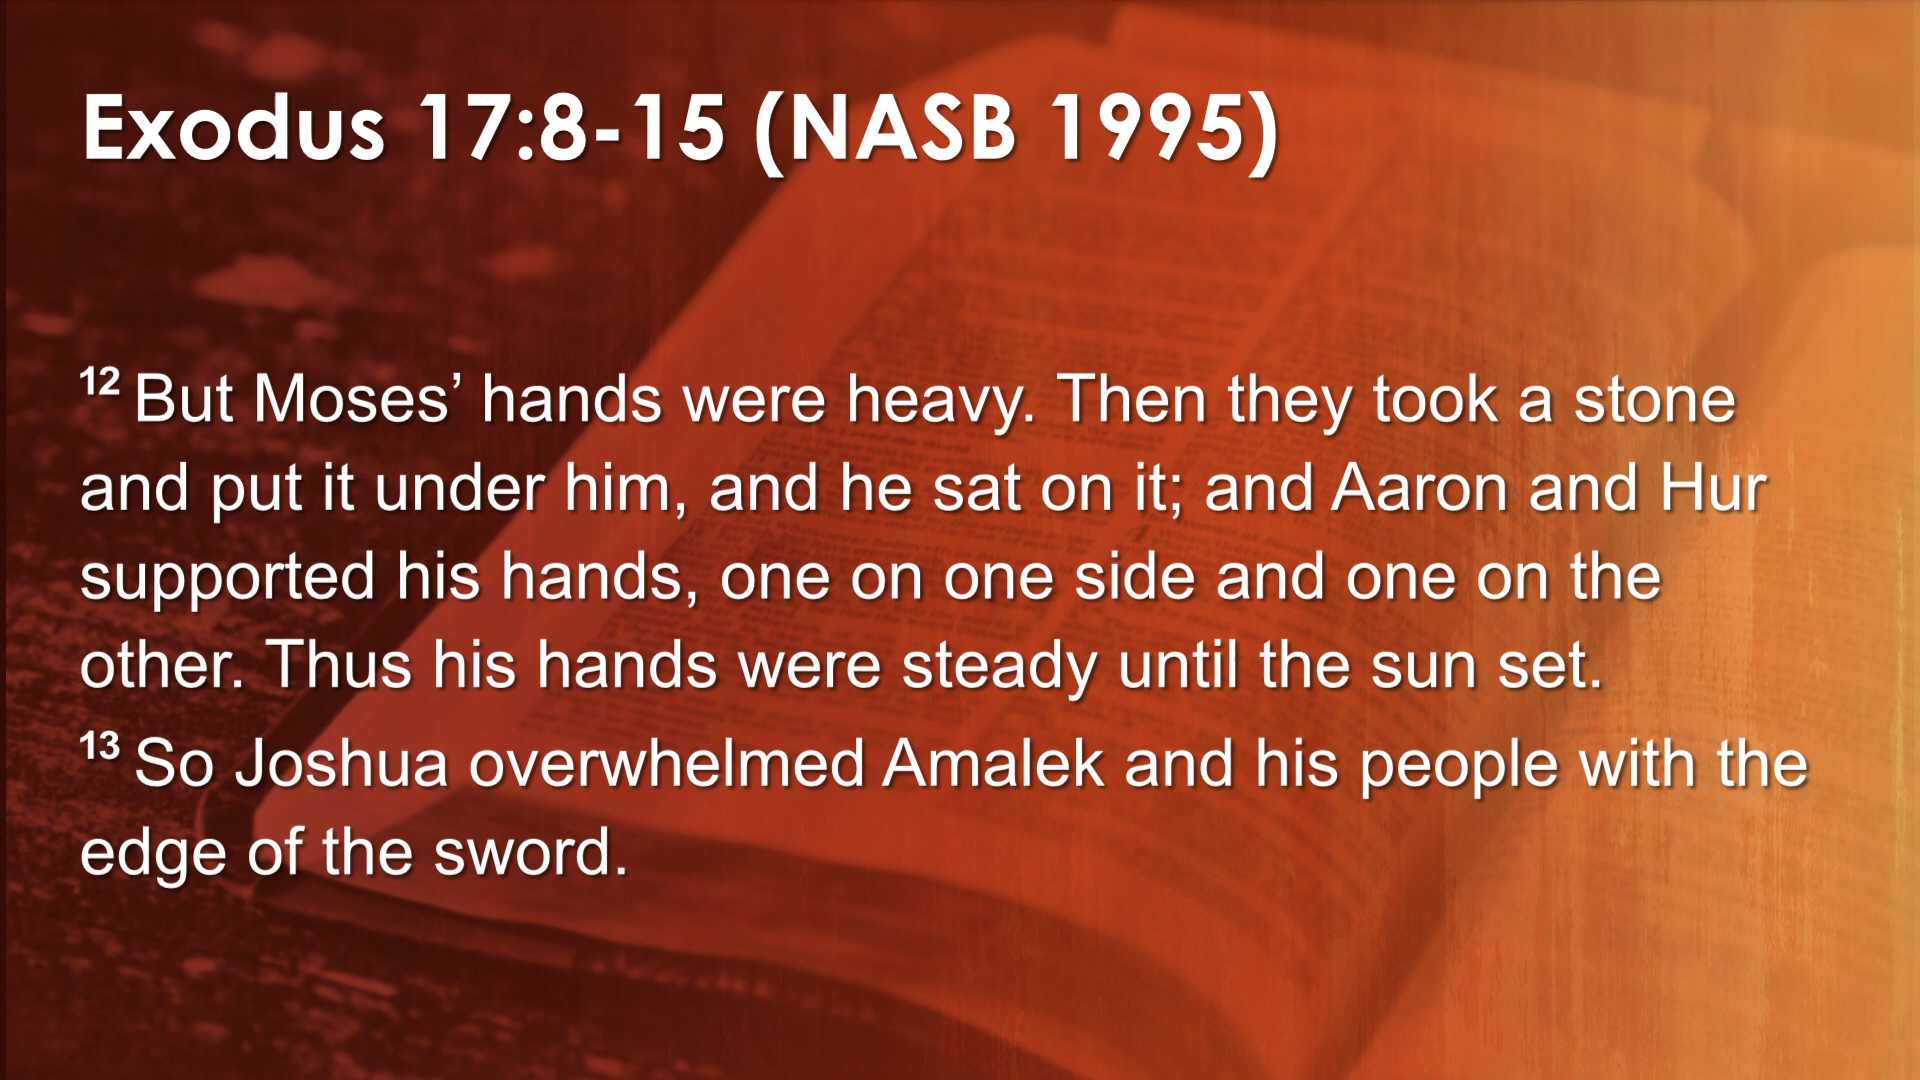 Exodus 17:8-15 (NASB 1995)
12 But Moses’ hands were heavy. Then they took a stone
and put it under him, and he sat on it; and Aaron and Hur
supported his hands, one on one side and one on the
other. Thus his hands were steady until the sun set.
13 So Joshua overwhelmed Amalek and his people with the
edge of the sword.